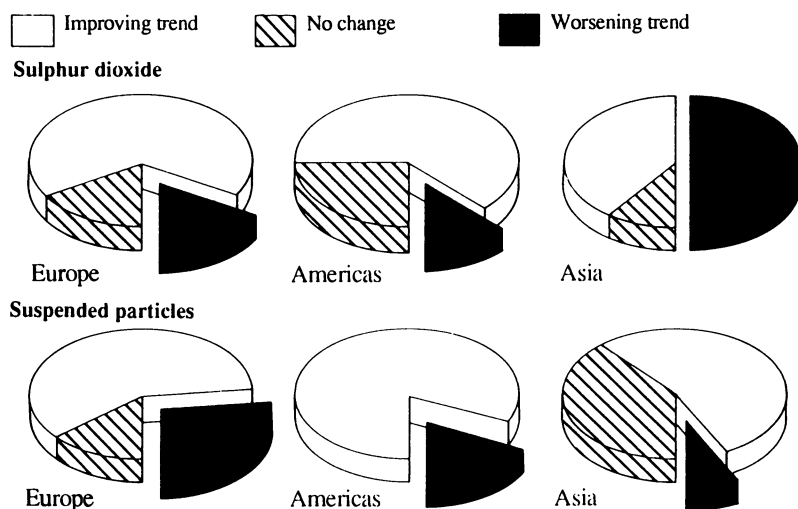 Improving trend No change Worsening trend
Sulphur dioxide
Europe Americas Asia
Suspended particles
Europe Americas Asia